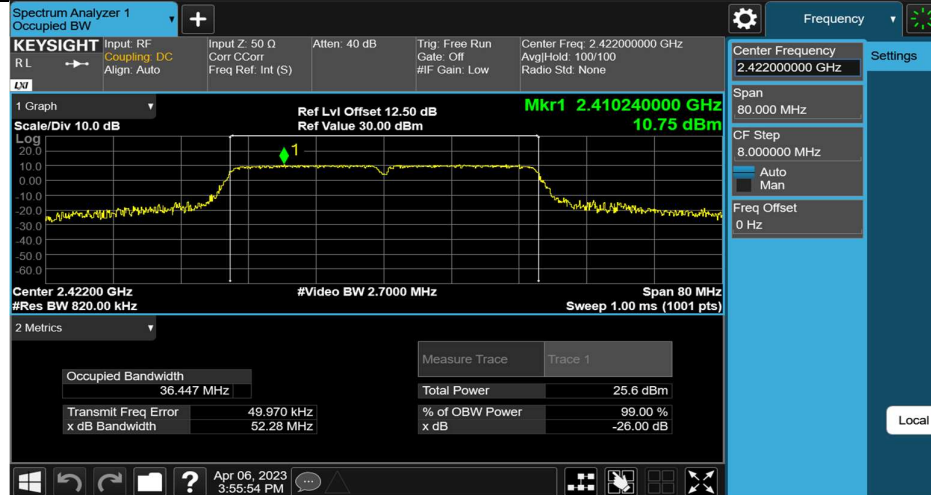 Spectrum Analyzer 1
Occupied BW
+
Frequency
KEYSIGHT
RL
LXI
Input: RF
Coupling: DC
Align: Auto
Input Z: 50 Ω
Corr CCorr
Freq Ref: Int (S)
Atten: 40 dB
Trig: Free Run
Gate: Off
#IF Gain: Low
Center Freq: 2.422000000 GHz
Avg|Hold: 100/100
Radio Std: None
Center Frequency
2.422000000 GHz
Settings
Span
80.000 MHz
CF Step
8.000000 MHz
Auto
Man
Freq Offset
0 Hz
Local
1 Graph
Scale/Div 10.0 dB
Ref Lvl Offset 12.50 dB
Ref Value 30.00 dBm
Mkr1 2.410240000 GHz
10.75 dBm
Log
20.0
10.0
0.00
-10.0
-20.0
-30.0
-40.0
-50.0
-60.0
1
Center 2.42200 GHz
#Res BW 820.00 kHz
#Video BW 2.7000 MHz
Span 80 MHz
Sweep 1.00 ms (1001 pts)
2 Metrics
Measure Trace
Trace 1
Occupied Bandwidth
36.447 MHz
Total Power
25.6 dBm
Transmit Freq Error
49.970 kHz
% of OBW Power
99.00 %
x dB Bandwidth
52.28 MHz
x dB
-26.00 dB
?
Apr 06, 2023
3:55:54 PM